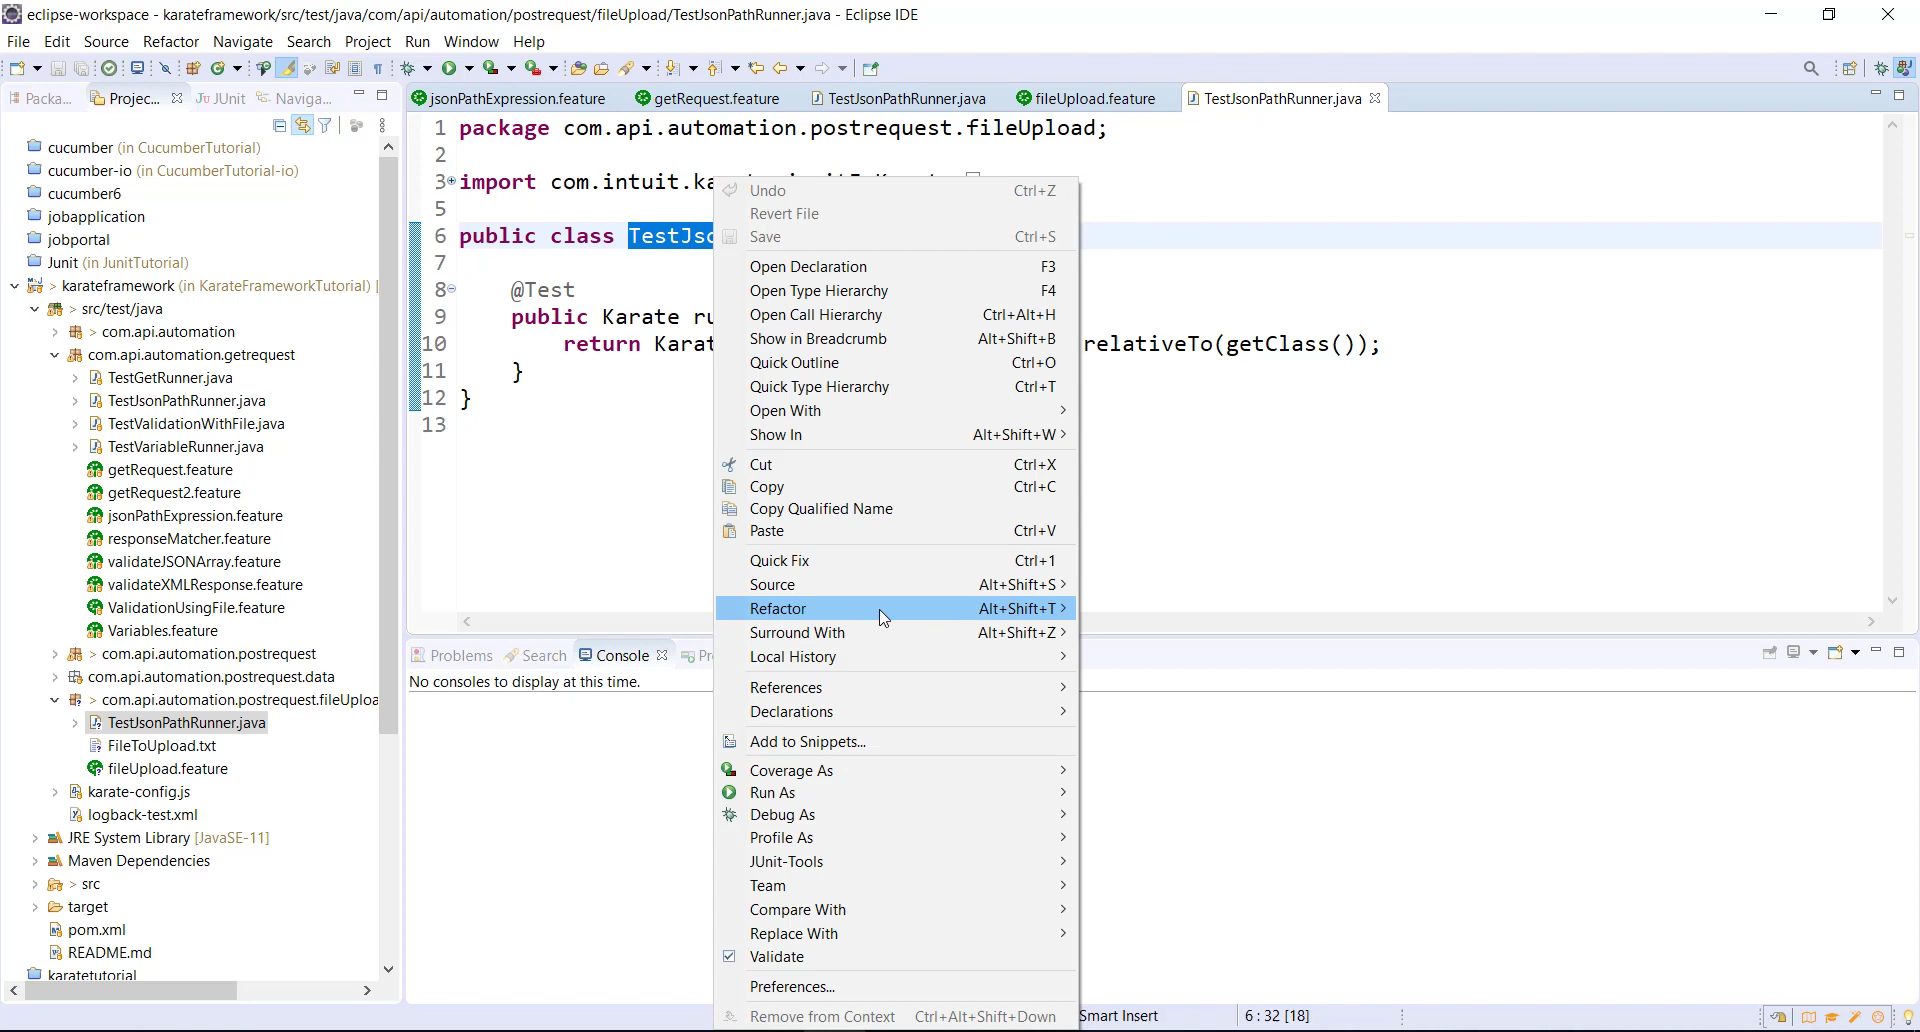 eclipse-workspace - karateframework/src/test/java/com/api/automation/postrequest/fileUpload/TestJsonPathRunner.java - Eclipse IDE
File Edit Source Refactor Navigate Search Project Run Window Help
Packa... Projec... JUnit Naviga...
jsonPathExpression.feature getRequest.feature TestJsonPathRunner.java fileUpload.feature TestJsonPathRunner.java
cucumber (in CucumberTutorial)
cucumber-io (in CucumberTutorial-io)
cucumber6
jobapplication
jobportal
Junit (in JunitTutorial)
> karateframework (in KarateFrameworkTutorial) [
> src/test/java
> com.api.automation
com.api.automation.getrequest
TestGetRunner.java
TestJsonPathRunner.java
TestValidationWithFile.java
TestVariableRunner.java
getRequest.feature
getRequest2.feature
jsonPathExpression.feature
responseMatcher.feature
validateJSONArray.feature
validateXMLResponse.feature
ValidationUsingFile.feature
Variables.feature
> com.api.automation.postrequest
com.api.automation.postrequest.data
> com.api.automation.postrequest.fileUploa
TestJsonPathRunner.java
FileToUpload.txt
fileUpload.feature
karate-config.js
logback-test.xml
JRE System Library [JavaSE-11]
Maven Dependencies
> src
target
pom.xml
README.md
karatetutorial
1 package com.api.automation.postrequest.fileUpload;
2
3 import com.intuit.ka
5
6 public class TestJso
7
8 @Test
9 public Karate ru
10 return Karat relativeTo(getClass());
11 }
12 }
13
Undo Ctrl+Z
Revert File
Save Ctrl+S
Open Declaration F3
Open Type Hierarchy F4
Open Call Hierarchy Ctrl+Alt+H
Show in Breadcrumb Alt+Shift+B
Quick Outline Ctrl+O
Quick Type Hierarchy Ctrl+T
Open With
Show In Alt+Shift+W
Cut Ctrl+X
Copy Ctrl+C
Copy Qualified Name
Paste Ctrl+V
Quick Fix Ctrl+1
Source Alt+Shift+S
Refactor Alt+Shift+T
Surround With Alt+Shift+Z
Local History
References
Declarations
Add to Snippets...
Coverage As
Run As
Debug As
Profile As
JUnit-Tools
Team
Compare With
Replace With
Validate
Preferences...
Remove from Context Ctrl+Alt+Shift+Down
Problems Search Console Pr
No consoles to display at this time.
Smart Insert 6 : 32 [18]